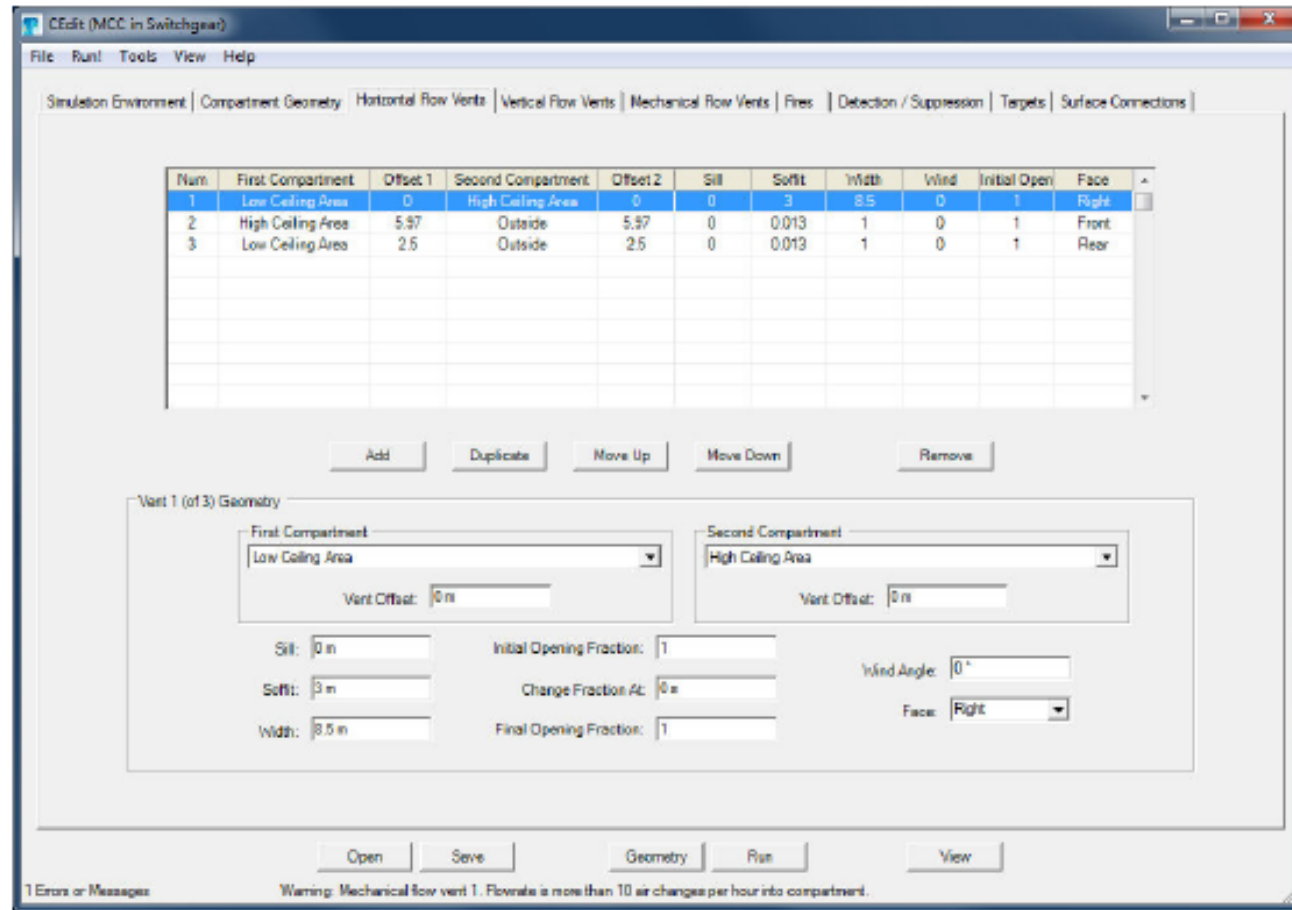 CEdit (MCC in Switchgear)
File Run! Tools View Help
Simulation Environment Compartment Geometry Horizontal Flow Vents Vertical Flow Vents Mechanical Flow Vents Fires Detection / Suppression Targets Surface Connections
Num First Compartment Offset 1 Second Compartment Offset 2 Sill Soffit Width Wind Initial Open Face
1 Low Ceiling Area 0 High Ceiling Area 0 0 3 8.5 0 1 Right
2 High Ceiling Area 5.97 Outside 5.97 0 0.013 1 0 1 Front
3 Low Ceiling Area 2.5 Outside 2.5 0 0.013 1 0 1 Rear
Add Duplicate Move Up Move Down Remove
Vent 1 (of 3) Geometry
First Compartment Second Compartment
Low Ceiling Area High Ceiling Area
Vent Offset: 0 m Vent Offset: 0 m
Sill: 0 m Initial Opening Fraction: 1
Wind Angle: 0 °
Soffit: 3 m Change Fraction At: 0 s
Face: Right
Width: 8.5 m Final Opening Fraction: 1
Open Save Geometry Run View
1 Errors or Messages Warning: Mechanical flow vent 1. Flowrate is more than 10 air changes per hour into compartment.